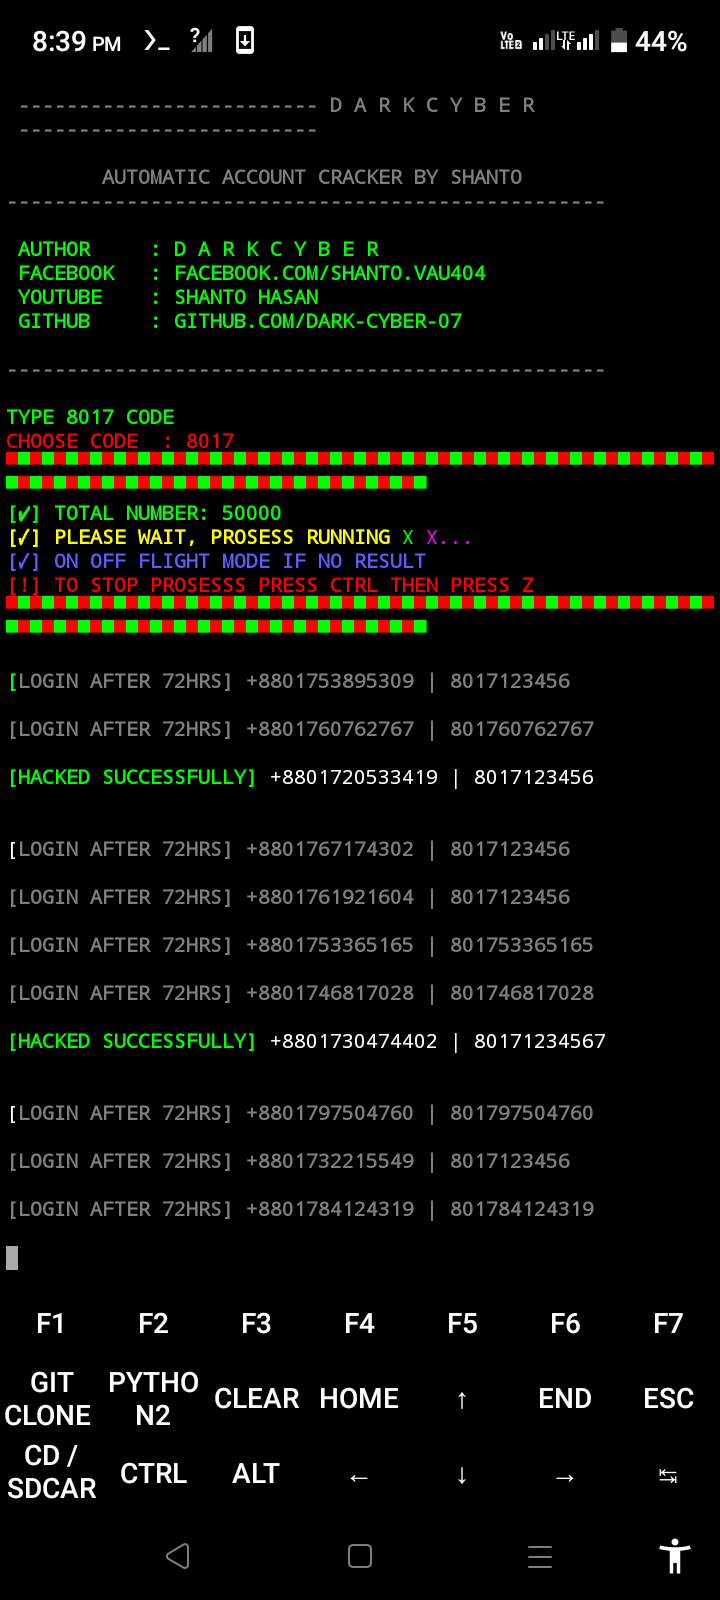 8:39 PM
44%
------------------------- D A R K C Y B E R
-------------------------
AUTOMATIC ACCOUNT CRACKER BY SHANTO
--------------------------------------------------
AUTHOR : D A R K C Y B E R
FACEBOOK : FACEBOOK.COM/SHANTO.VAU404
YOUTUBE : SHANTO HASAN
GITHUB : GITHUB.COM/DARK-CYBER-07
--------------------------------------------------
TYPE 8017 CODE
CHOOSE CODE : 8017
[✔] TOTAL NUMBER: 50000
[✓] PLEASE WAIT, PROSESS RUNNING X X...
[✓] ON OFF FLIGHT MODE IF NO RESULT
[!] TO STOP PROSESSS PRESS CTRL THEN PRESS Z
[LOGIN AFTER 72HRS] +8801753895309 | 8017123456
[LOGIN AFTER 72HRS] +8801760762767 | 801760762767
[HACKED SUCCESSFULLY] +8801720533419 | 8017123456
[LOGIN AFTER 72HRS] +8801767174302 | 8017123456
[LOGIN AFTER 72HRS] +8801761921604 | 8017123456
[LOGIN AFTER 72HRS] +8801753365165 | 801753365165
[LOGIN AFTER 72HRS] +8801746817028 | 801746817028
[HACKED SUCCESSFULLY] +8801730474402 | 80171234567
[LOGIN AFTER 72HRS] +8801797504760 | 801797504760
[LOGIN AFTER 72HRS] +8801732215549 | 8017123456
[LOGIN AFTER 72HRS] +8801784124319 | 801784124319
F1 F2 F3 F4 F5 F6 F7
GIT PYTHO
CLONE N2 CLEAR HOME ↑ END ESC
CD /
SDCAR CTRL ALT ← ↓ →